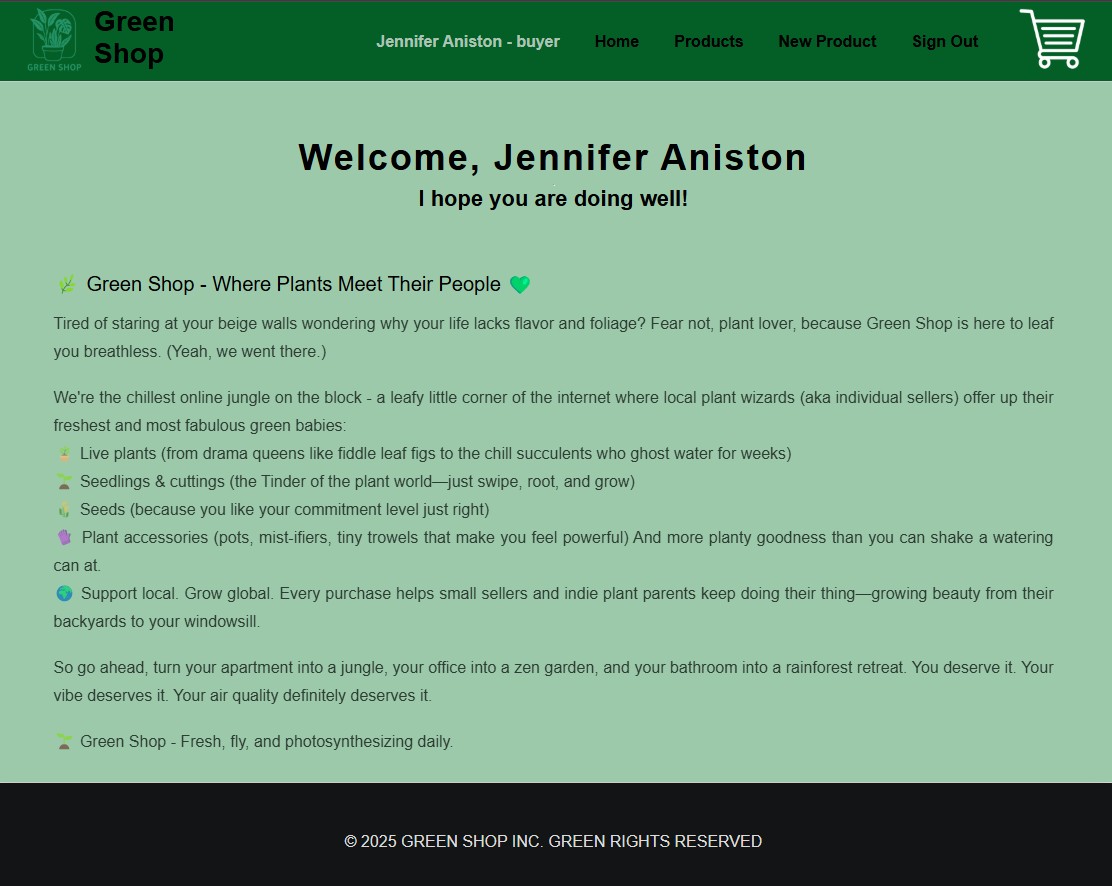 GREEN SHOP
Green
Shop
Jennifer Aniston - buyer
Home
Products
New Product
Sign Out
Welcome, Jennifer Aniston
I hope you are doing well!
🌿 Green Shop - Where Plants Meet Their People 💚
Tired of staring at your beige walls wondering why your life lacks flavor and foliage? Fear not, plant lover, because Green Shop is here to leaf
you breathless. (Yeah, we went there.)
We're the chillest online jungle on the block - a leafy little corner of the internet where local plant wizards (aka individual sellers) offer up their
freshest and most fabulous green babies:
🪴 Live plants (from drama queens like fiddle leaf figs to the chill succulents who ghost water for weeks)
🌱 Seedlings & cuttings (the Tinder of the plant world—just swipe, root, and grow)
🌾 Seeds (because you like your commitment level just right)
🧤 Plant accessories (pots, mist-ifiers, tiny trowels that make you feel powerful) And more planty goodness than you can shake a watering
can at.
🌍 Support local. Grow global. Every purchase helps small sellers and indie plant parents keep doing their thing—growing beauty from their
backyards to your windowsill.
So go ahead, turn your apartment into a jungle, your office into a zen garden, and your bathroom into a rainforest retreat. You deserve it. Your
vibe deserves it. Your air quality definitely deserves it.
🌱 Green Shop - Fresh, fly, and photosynthesizing daily.
© 2025 GREEN SHOP INC. GREEN RIGHTS RESERVED